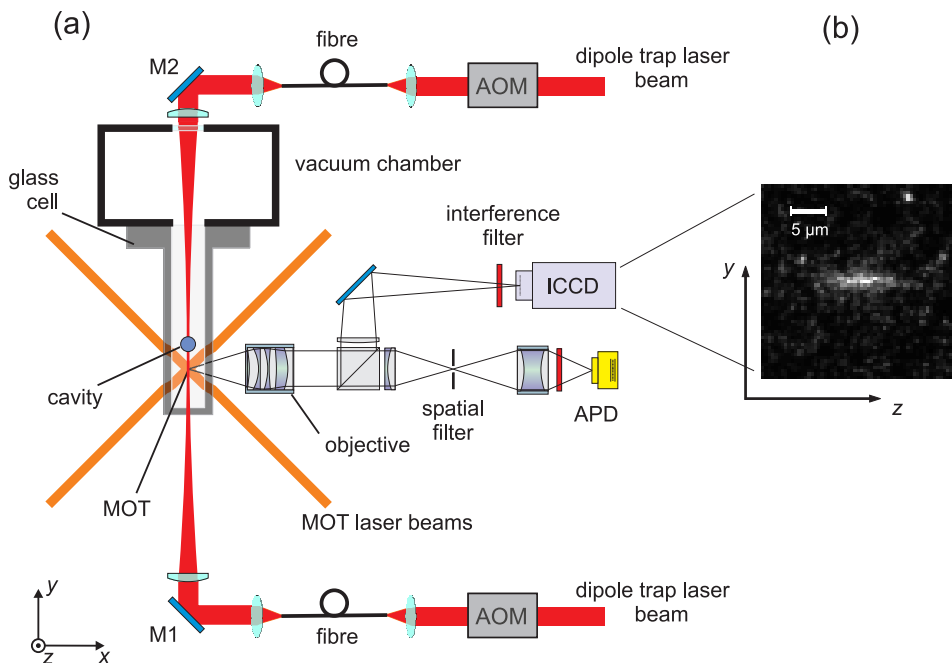 (a)
(b)
fibre
M2
AOM
dipole trap laser
beam
vacuum chamber
glass
cell
interference
filter
ICCD
5 µm
y
z
cavity
objective
spatial
filter
APD
MOT
MOT laser beams
y
z
x
M1
fibre
AOM
dipole trap laser
beam